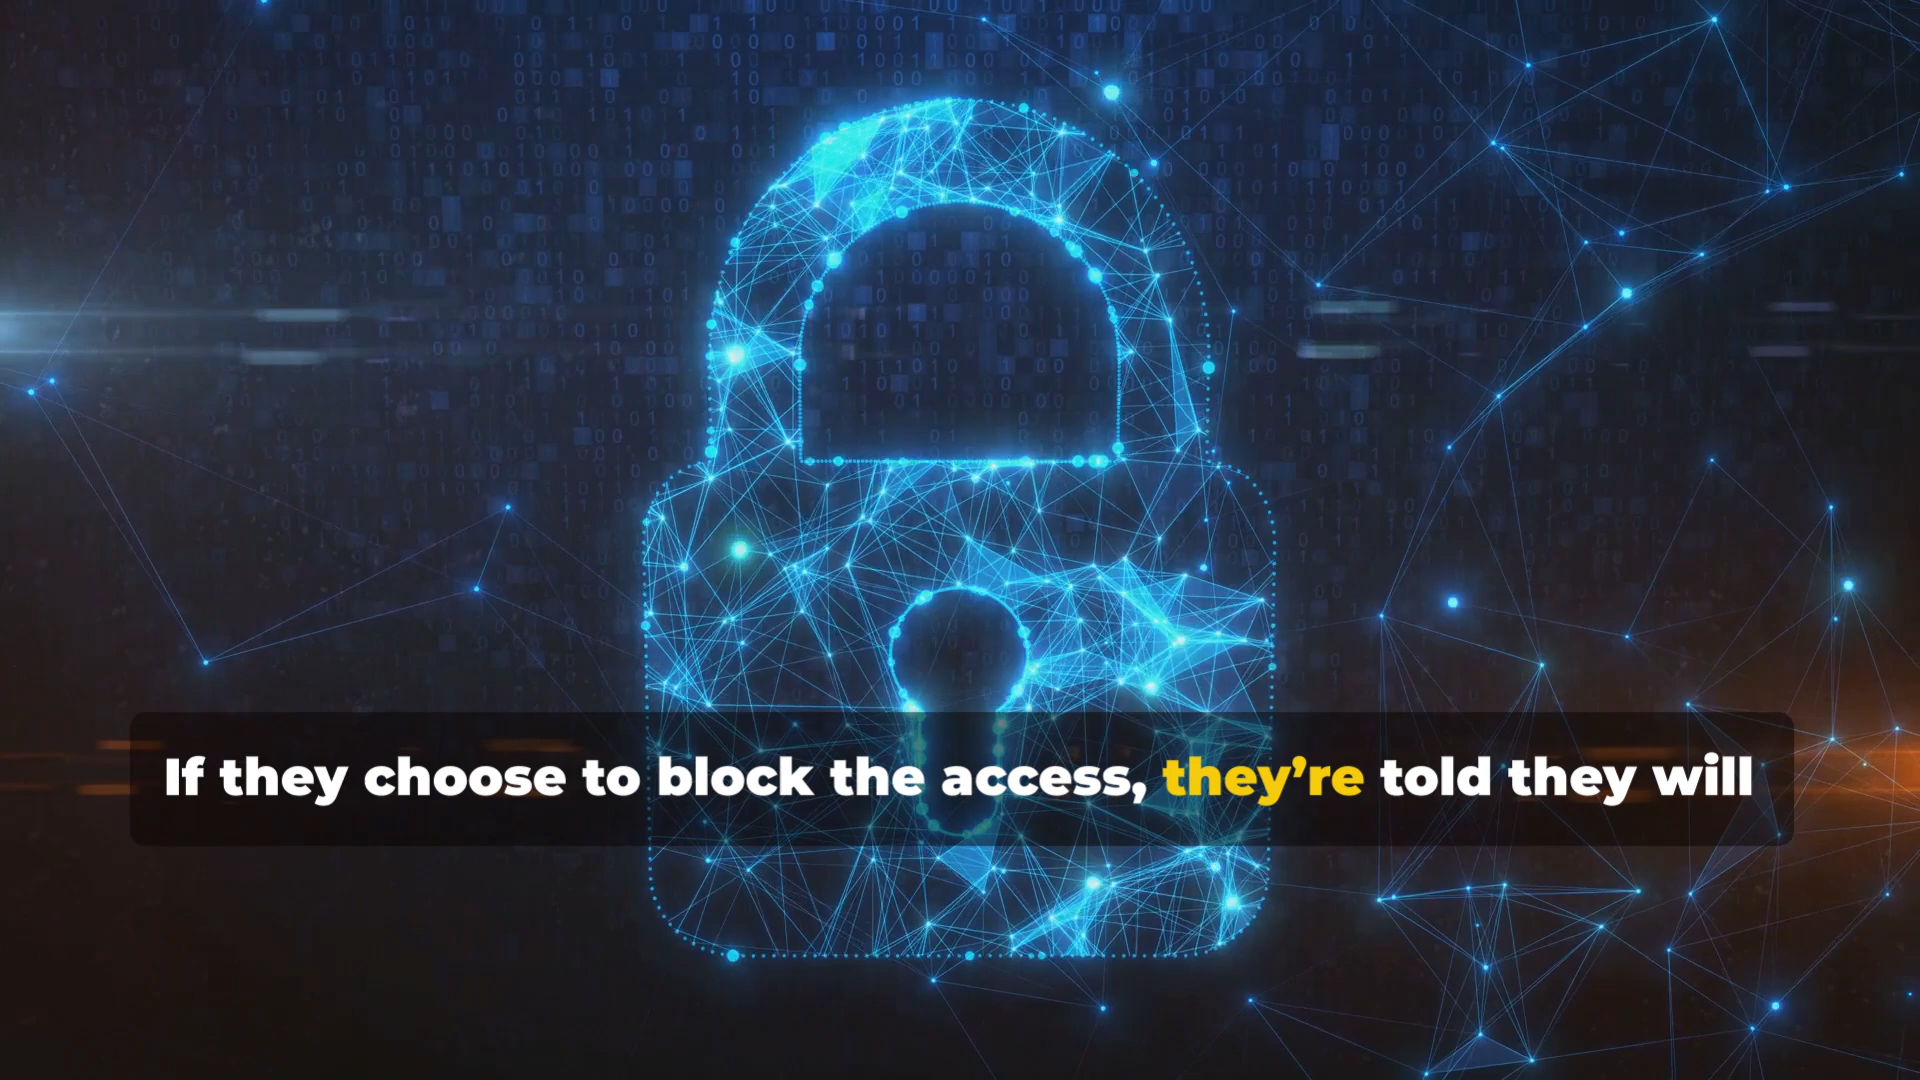 If they choose to block the access, they’re told they will